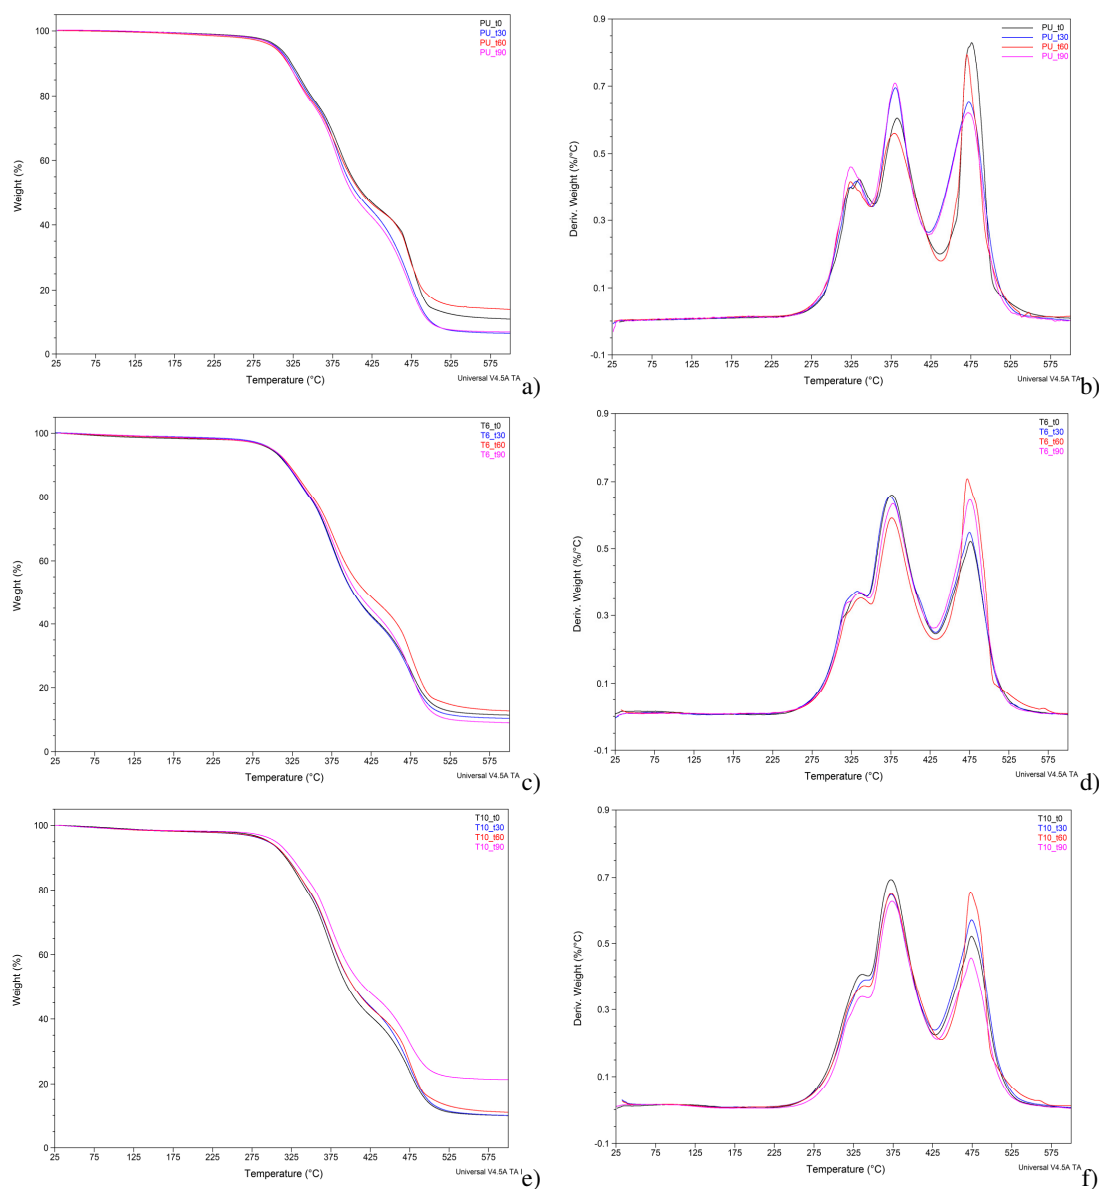 PU_t0
PU_t30
PU_t60
PU_t90
100
80
60
40
20
0
Weight (%)
25 75 125 175 225 275 325 375 425 475 525 575
Temperature (°C)
Universal V4.5A TA
a)
PU_t0
PU_t30
PU_t60
PU_t90
0.9
0.7
0.5
0.3
0.1
-0.1
Deriv. Weight (%/°C)
25 75 125 175 225 275 325 375 425 475 525 575
Temperature (°C)
Universal V4.5A TA
b)
T6_t0
T6_t30
T6_t60
T6_t90
100
80
60
40
20
0
Weght (%)
25 75 125 175 225 275 325 375 425 475 525 575
Temperature (°C)
Universal V4.5A TA
c)
T6_t0
T6_t30
T6_t60
T6_t90
0.9
0.7
0.5
0.3
0.1
-0.1
Deriv. Weight (%/°C)
25 75 125 175 225 275 325 375 425 475 525 575
Temperature (°C)
Universal V4.5A TA
d)
T10_t0
T10_t30
T10_t60
T10_t90
100
80
60
40
20
0
Weight (%)
25 75 125 175 225 275 325 375 425 475 525 575
Temperature (°C)
Universal V4.5A TA I
e)
T10_t0
T10_t30
T10_t60
T10_t90
0.9
0.7
0.5
0.3
0.1
-0.1
Deriv. Weight (%/°C)
25 75 125 175 225 275 325 375 425 475 525 575
Temperature (°C)
Universal V4.5A TA
f)